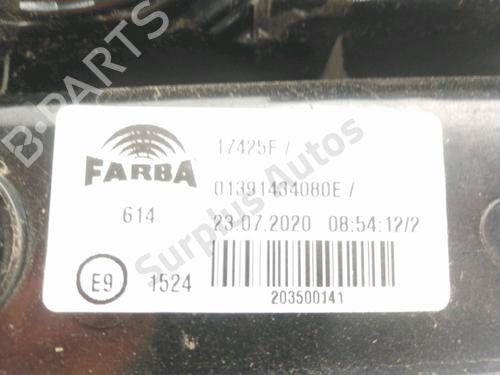 B-PARTS
Surplus Autos
FARBA
17425F /
01391434080E /
614
23.07.2020 08:54:12/2
E9
1524
203500141